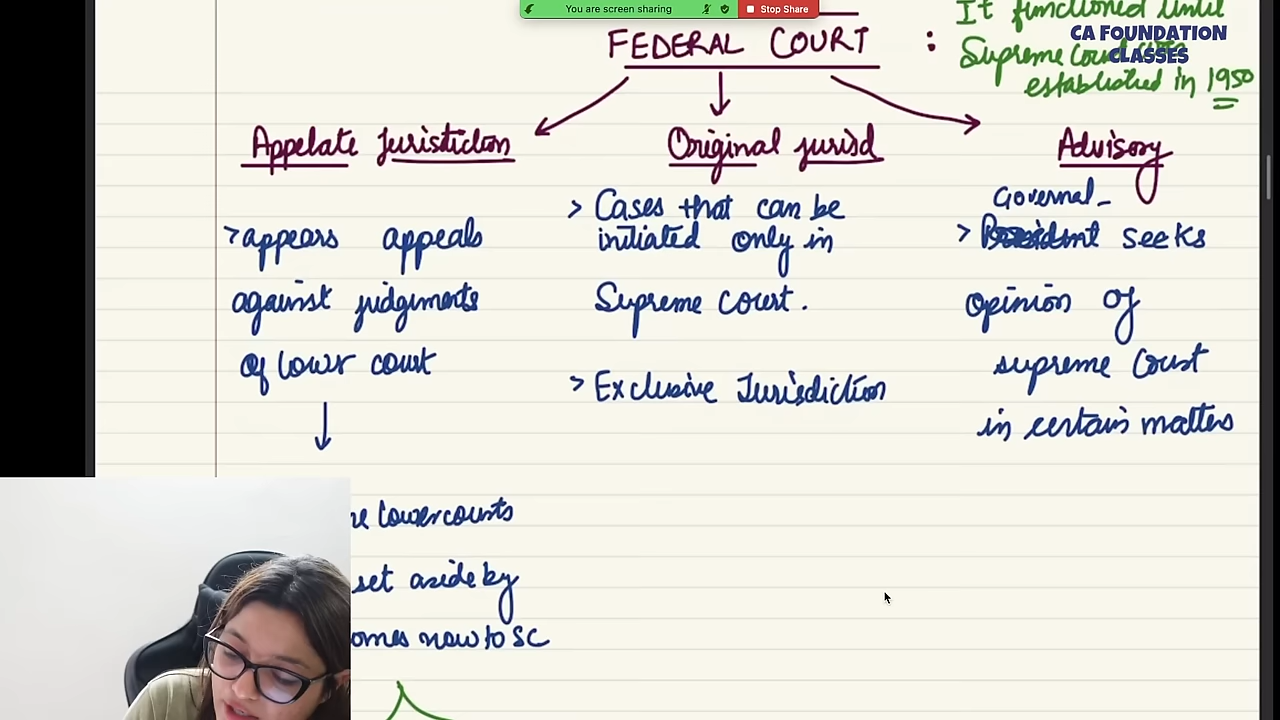 You are screen sharing
Stop Share
It functioned until
Supreme Court was
established in 1950
CA FOUNDATION
CLASSES
FEDERAL COURT :
Appelate Jurisdiction
> appears appeals
against judgments
of lower court
re lower courts
set aside by
omes now to SC
Original jurisd
> Cases that can be
initiated only in
Supreme Court.
> Exclusive Jurisdiction
Advisory
Governal-
> President seeks
opinion of
supreme Court
in certain matters